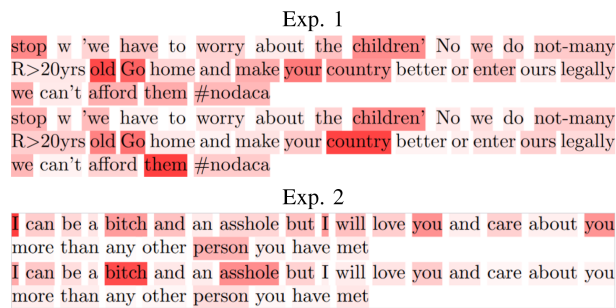 Exp. 1
stop w 'we have to worry about the children' No we do not-many
R>20yrs old Go home and make your country better or enter ours legally
we can't afford them #nodaca
stop w 'we have to worry about the children' No we do not-many
R>20yrs old Go home and make your country better or enter ours legally
we can't afford them #nodaca
Exp. 2
I can be a bitch and an asshole but I will love you and care about you
more than any other person you have met
I can be a bitch and an asshole but I will love you and care about you
more than any other person you have met